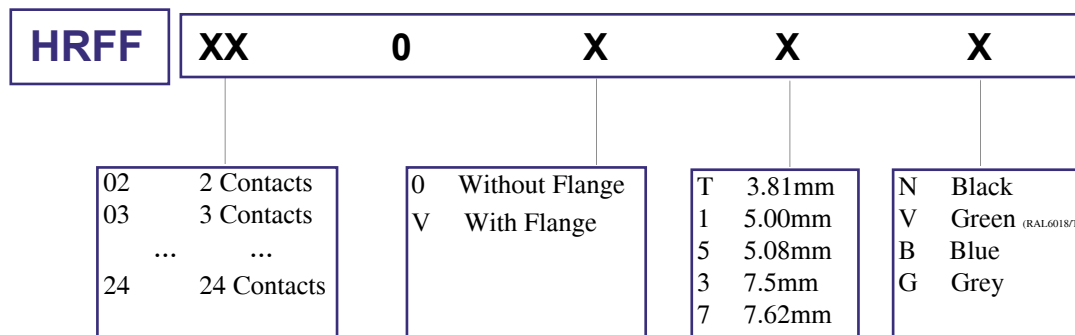 HRFF XX 0 X X X
02 2 Contacts
03 3 Contacts
... ...
24 24 Contacts
0 Without Flange
V With Flange
T 3.81mm
1 5.00mm
5 5.08mm
3 7.5mm
7 7.62mm
N Black
V Green (RAL6018/T
B Blue
G Grey